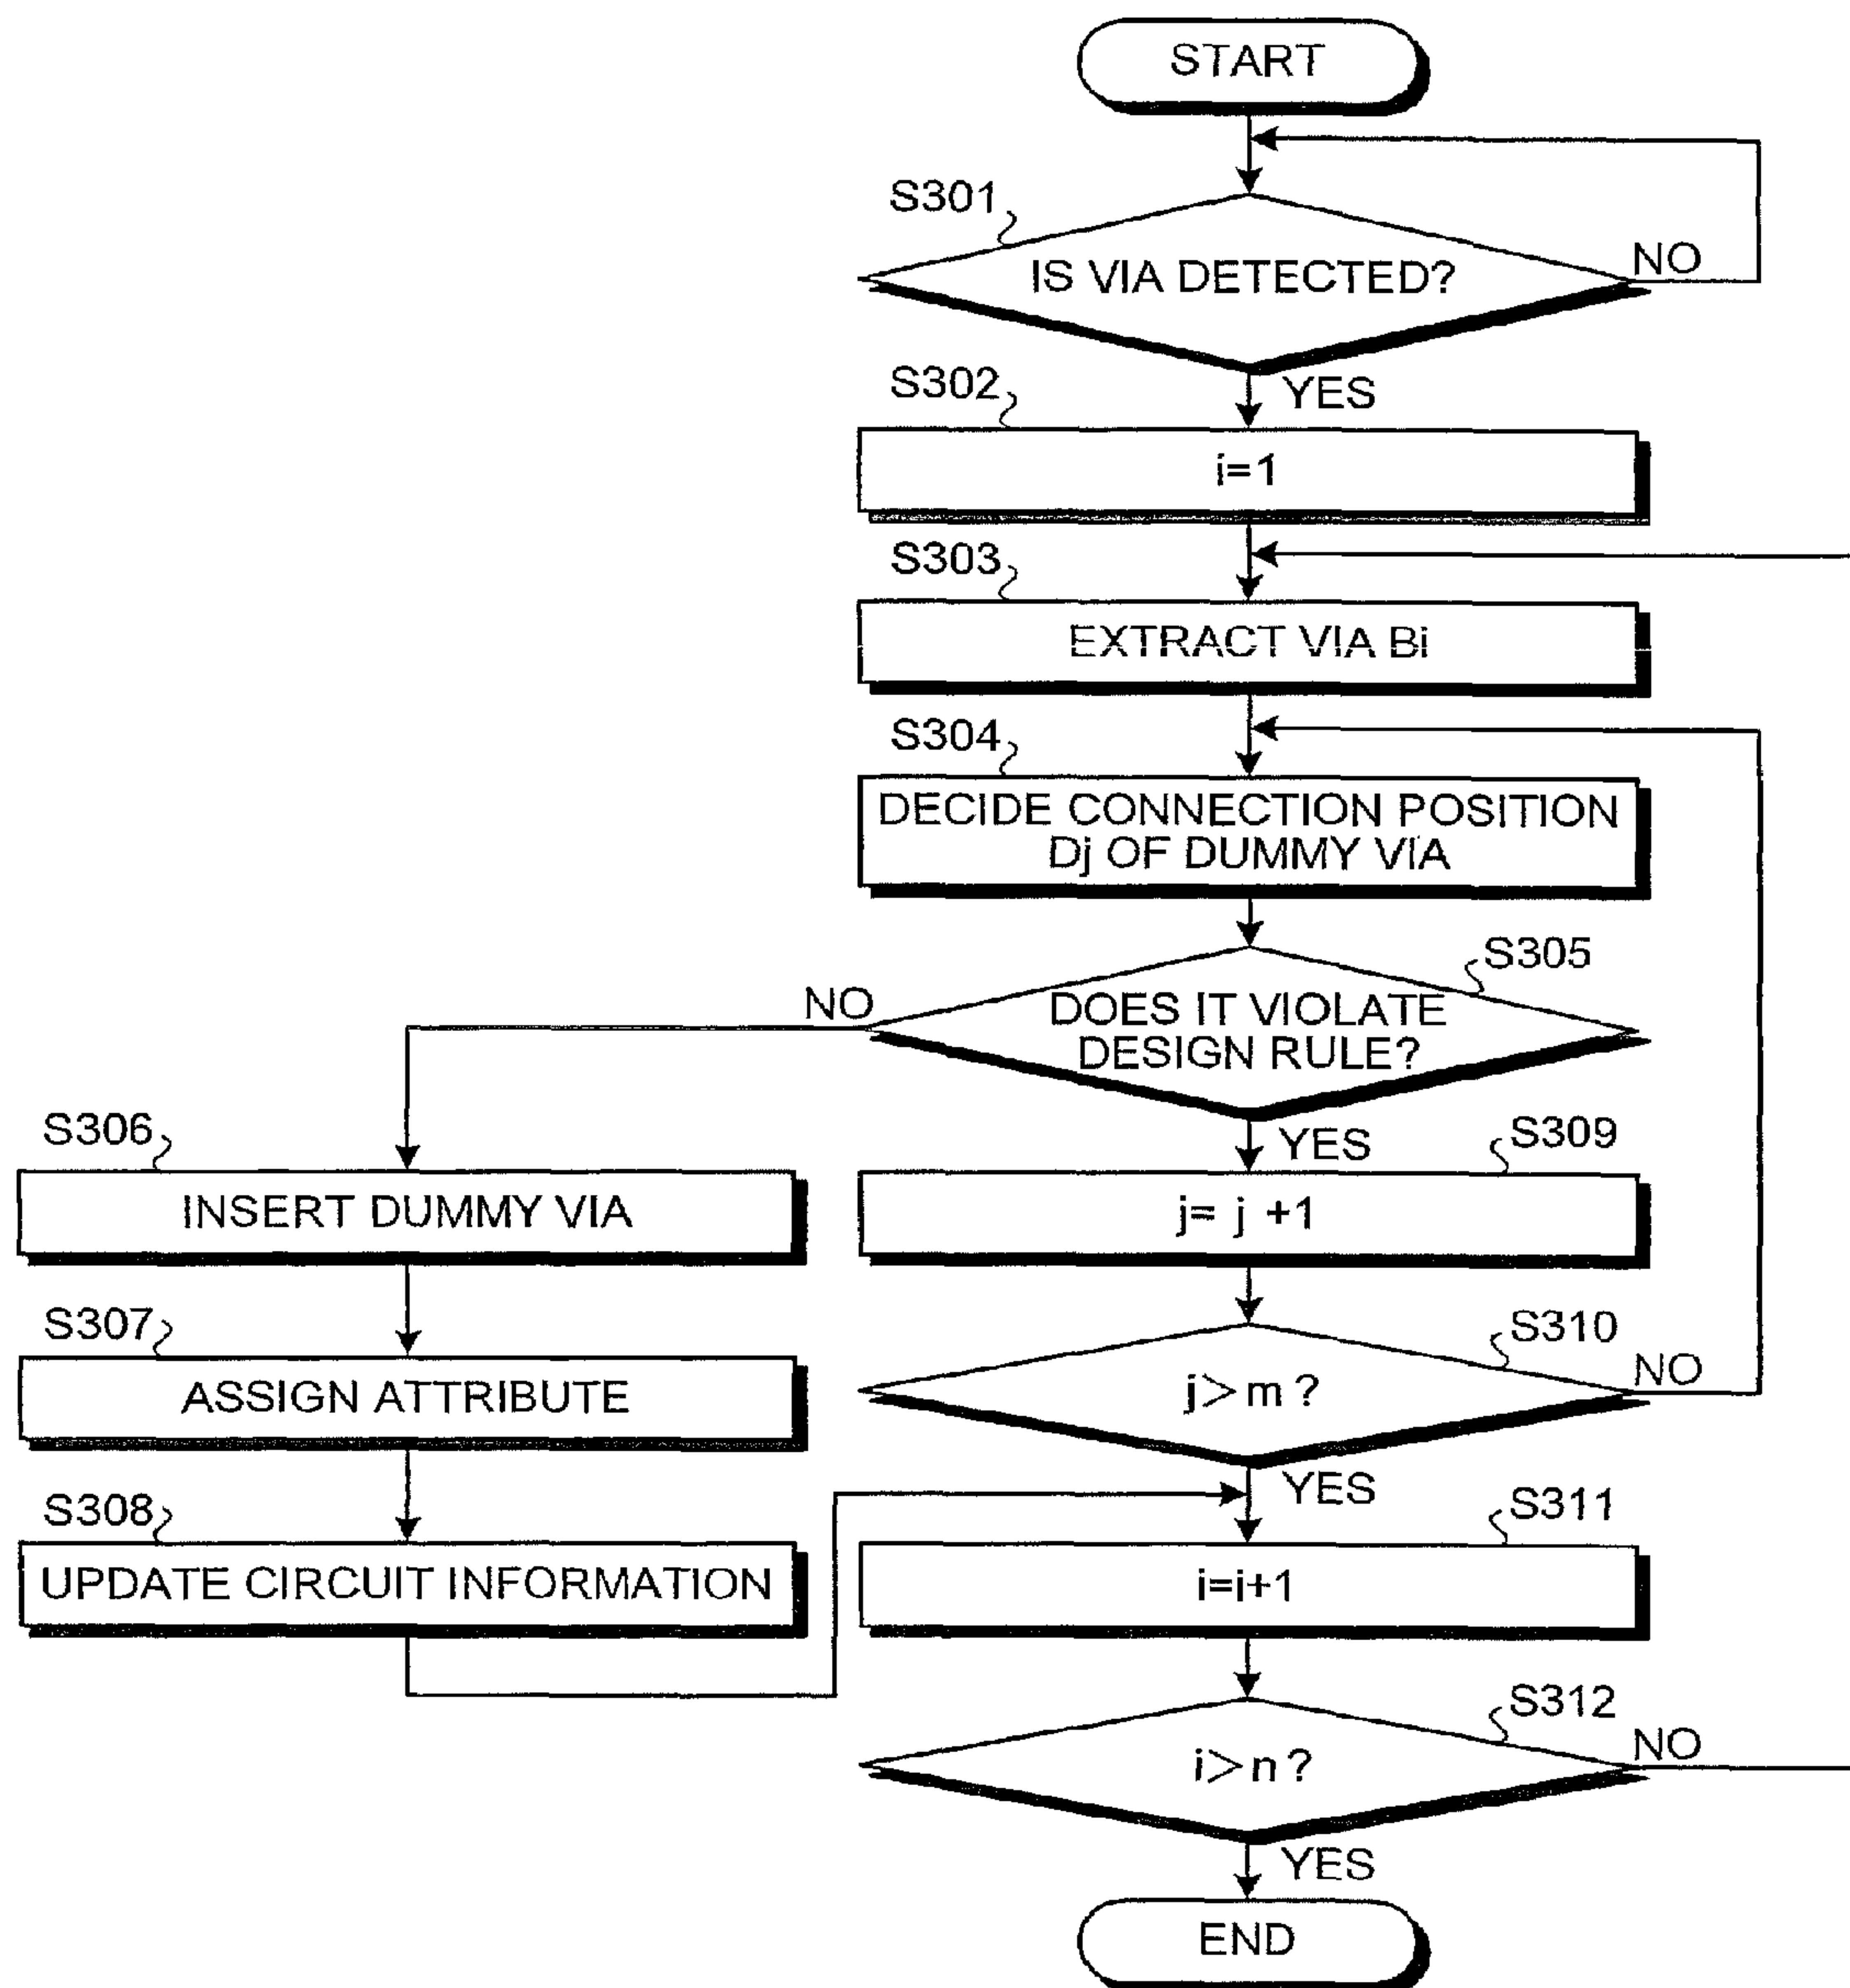 START
S301
IS VIA DETECTED?
NO
S302
YES
i=1
S303
EXTRACT VIA Bi
S304
DECIDE CONNECTION POSITION
Dj OF DUMMY VIA
S305
NO
DOES IT VIOLATE
DESIGN RULE?
S306
YES
S309
INSERT DUMMY VIA
j= j +1
S307
S310
ASSIGN ATTRIBUTE
j>m ?
NO
S308
YES
S311
UPDATE CIRCUIT INFORMATION
i=i+1
S312
i>n ?
NO
YES
END